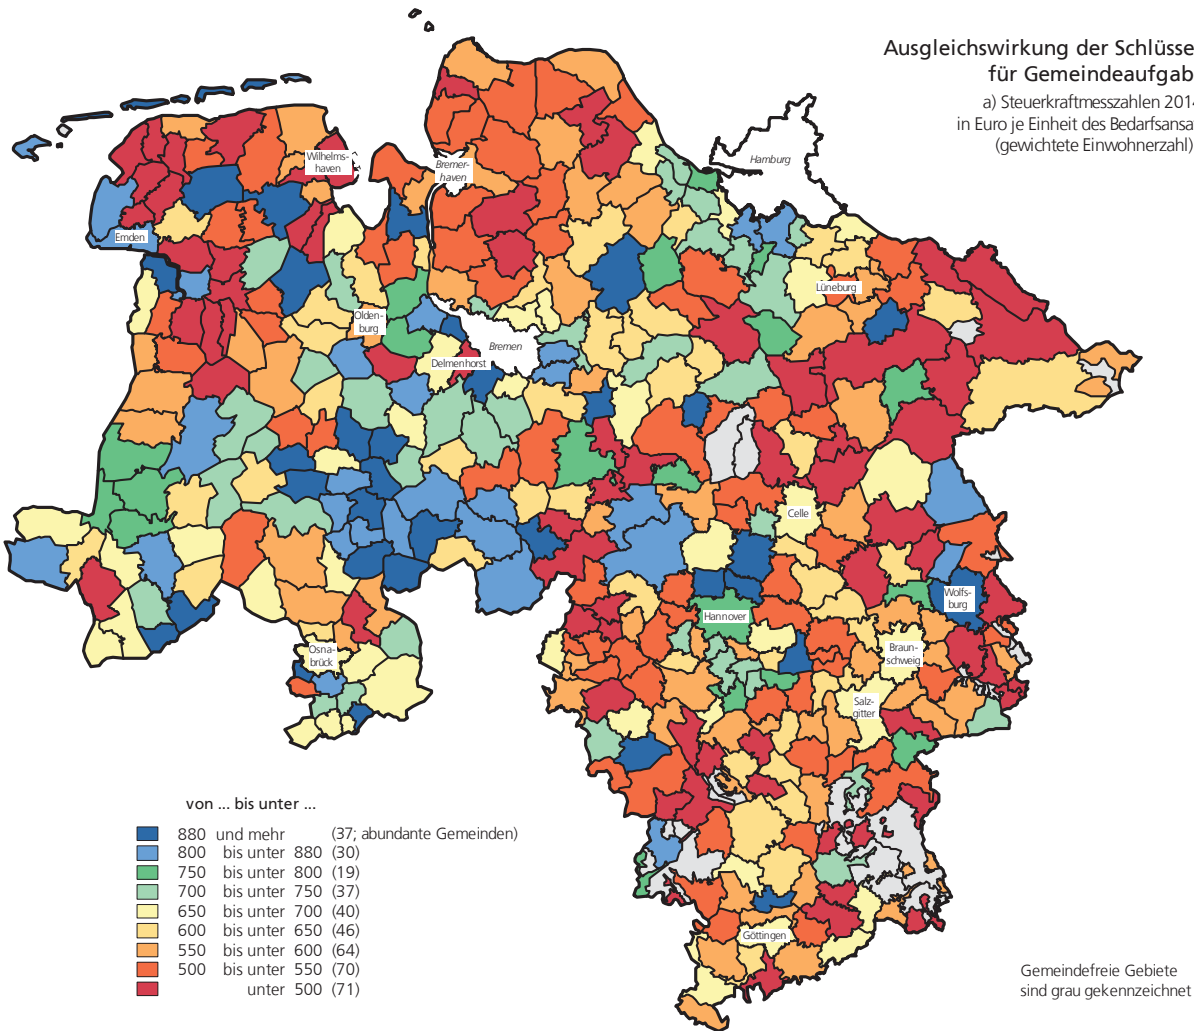 Ausgleichswirkung der Schlüsse
für Gemeindeaufgab
a) Steuerkraftmesszahlen 2014
in Euro je Einheit des Bedarfsansa
(gewichtete Einwohnerzahl)
Hamburg
Wilhelms-
haven
Bremer-
haven
Emden
Lüneburg
Olden-
burg
Bremen
Delmenhorst
Celle
Wolfs-
burg
Hannover
Osna-
brück
Braun-
schweig
Salz-
gitter
Göttingen
von ... bis unter ...
880 und mehr (37; abundante Gemeinden)
800 bis unter 880 (30)
750 bis unter 800 (19)
700 bis unter 750 (37)
650 bis unter 700 (40)
600 bis unter 650 (46)
550 bis unter 600 (64)
500 bis unter 550 (70)
unter 500 (71)
Gemeindefreie Gebiete
sind grau gekennzeichnet